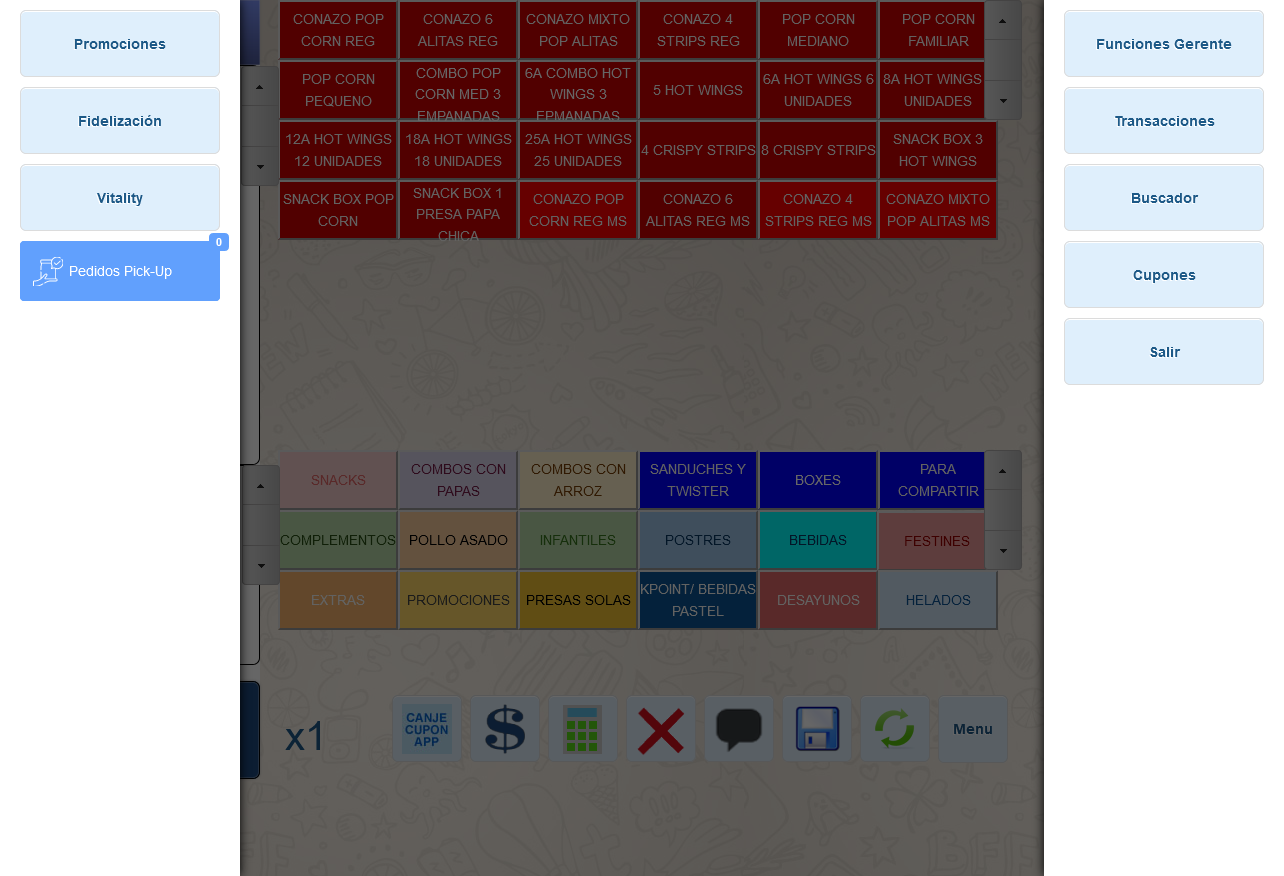 Promociones
Fidelización
Vitality
0
Pedidos Pick-Up
CONAZO POP
CORN REG
CONAZO 6
ALITAS REG
CONAZO MIXTO
POP ALITAS
CONAZO 4
STRIPS REG
POP CORN
MEDIANO
POP CORN
FAMILIAR
POP CORN
PEQUENO
COMBO POP
CORN MED 3
EMPANADAS
6A COMBO HOT
WINGS 3
EPMANADAS
5 HOT WINGS
6A HOT WINGS 6
UNIDADES
8A HOT WINGS
UNIDADES
12A HOT WINGS
12 UNIDADES
18A HOT WINGS
18 UNIDADES
25A HOT WINGS
25 UNIDADES
4 CRISPY STRIPS
8 CRISPY STRIPS
SNACK BOX 3
HOT WINGS
SNACK BOX POP
CORN
SNACK BOX 1
PRESA PAPA
CHICA
CONAZO POP
CORN REG MS
CONAZO 6
ALITAS REG MS
CONAZO 4
STRIPS REG MS
CONAZO MIXTO
POP ALITAS MS
SNACKS
COMBOS CON
PAPAS
COMBOS CON
ARROZ
SANDUCHES Y
TWISTER
BOXES
PARA
COMPARTIR
COMPLEMENTOS
POLLO ASADO
INFANTILES
POSTRES
BEBIDAS
FESTINES
EXTRAS
PROMOCIONES
PRESAS SOLAS
KPOINT/ BEBIDAS
PASTEL
DESAYUNOS
HELADOS
x1
CANJE
CUPON
APP
$
Menu
Funciones Gerente
Transacciones
Buscador
Cupones
Salir